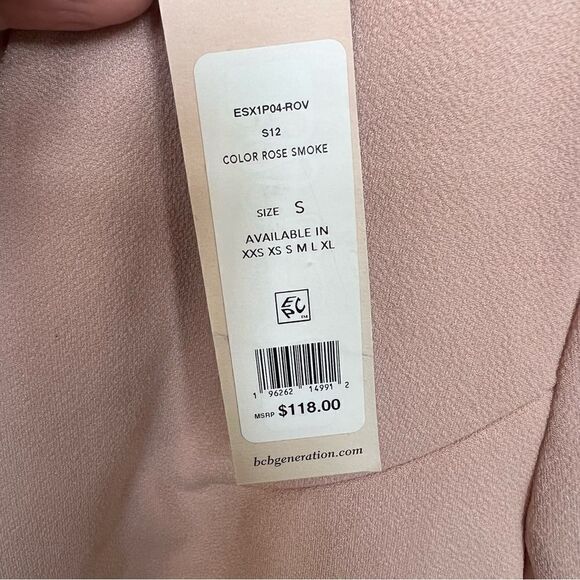 ESX1P04-ROV
S12
COLOR ROSE SMOKE
SIZE S
AVAILABLE IN
XXS XS S M L XL
EPC
1 96262 14991 2
MSRP $118.00
bcbgeneration.com